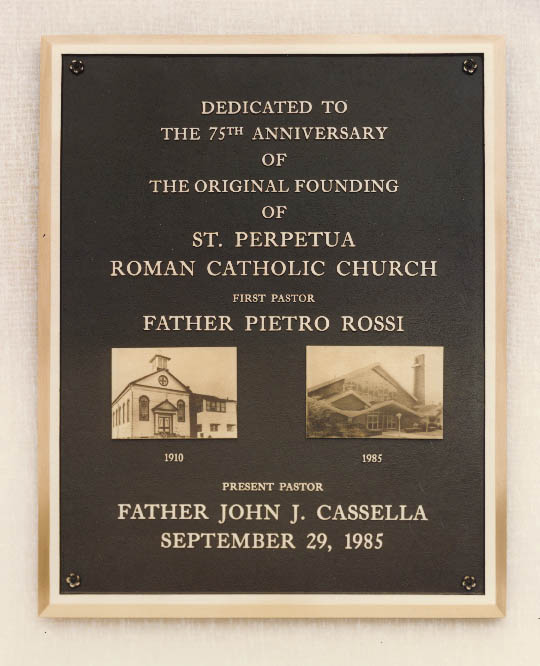 DEDICATED TO
THE 75TH ANNIVERSARY
OF
THE ORIGINAL FOUNDING
OF
ST. PERPETUA
ROMAN CATHOLIC CHURCH
FIRST PASTOR
FATHER PIETRO ROSSI
1910 1985
PRESENT PASTOR
FATHER JOHN J. CASSELLA
SEPTEMBER 29, 1985